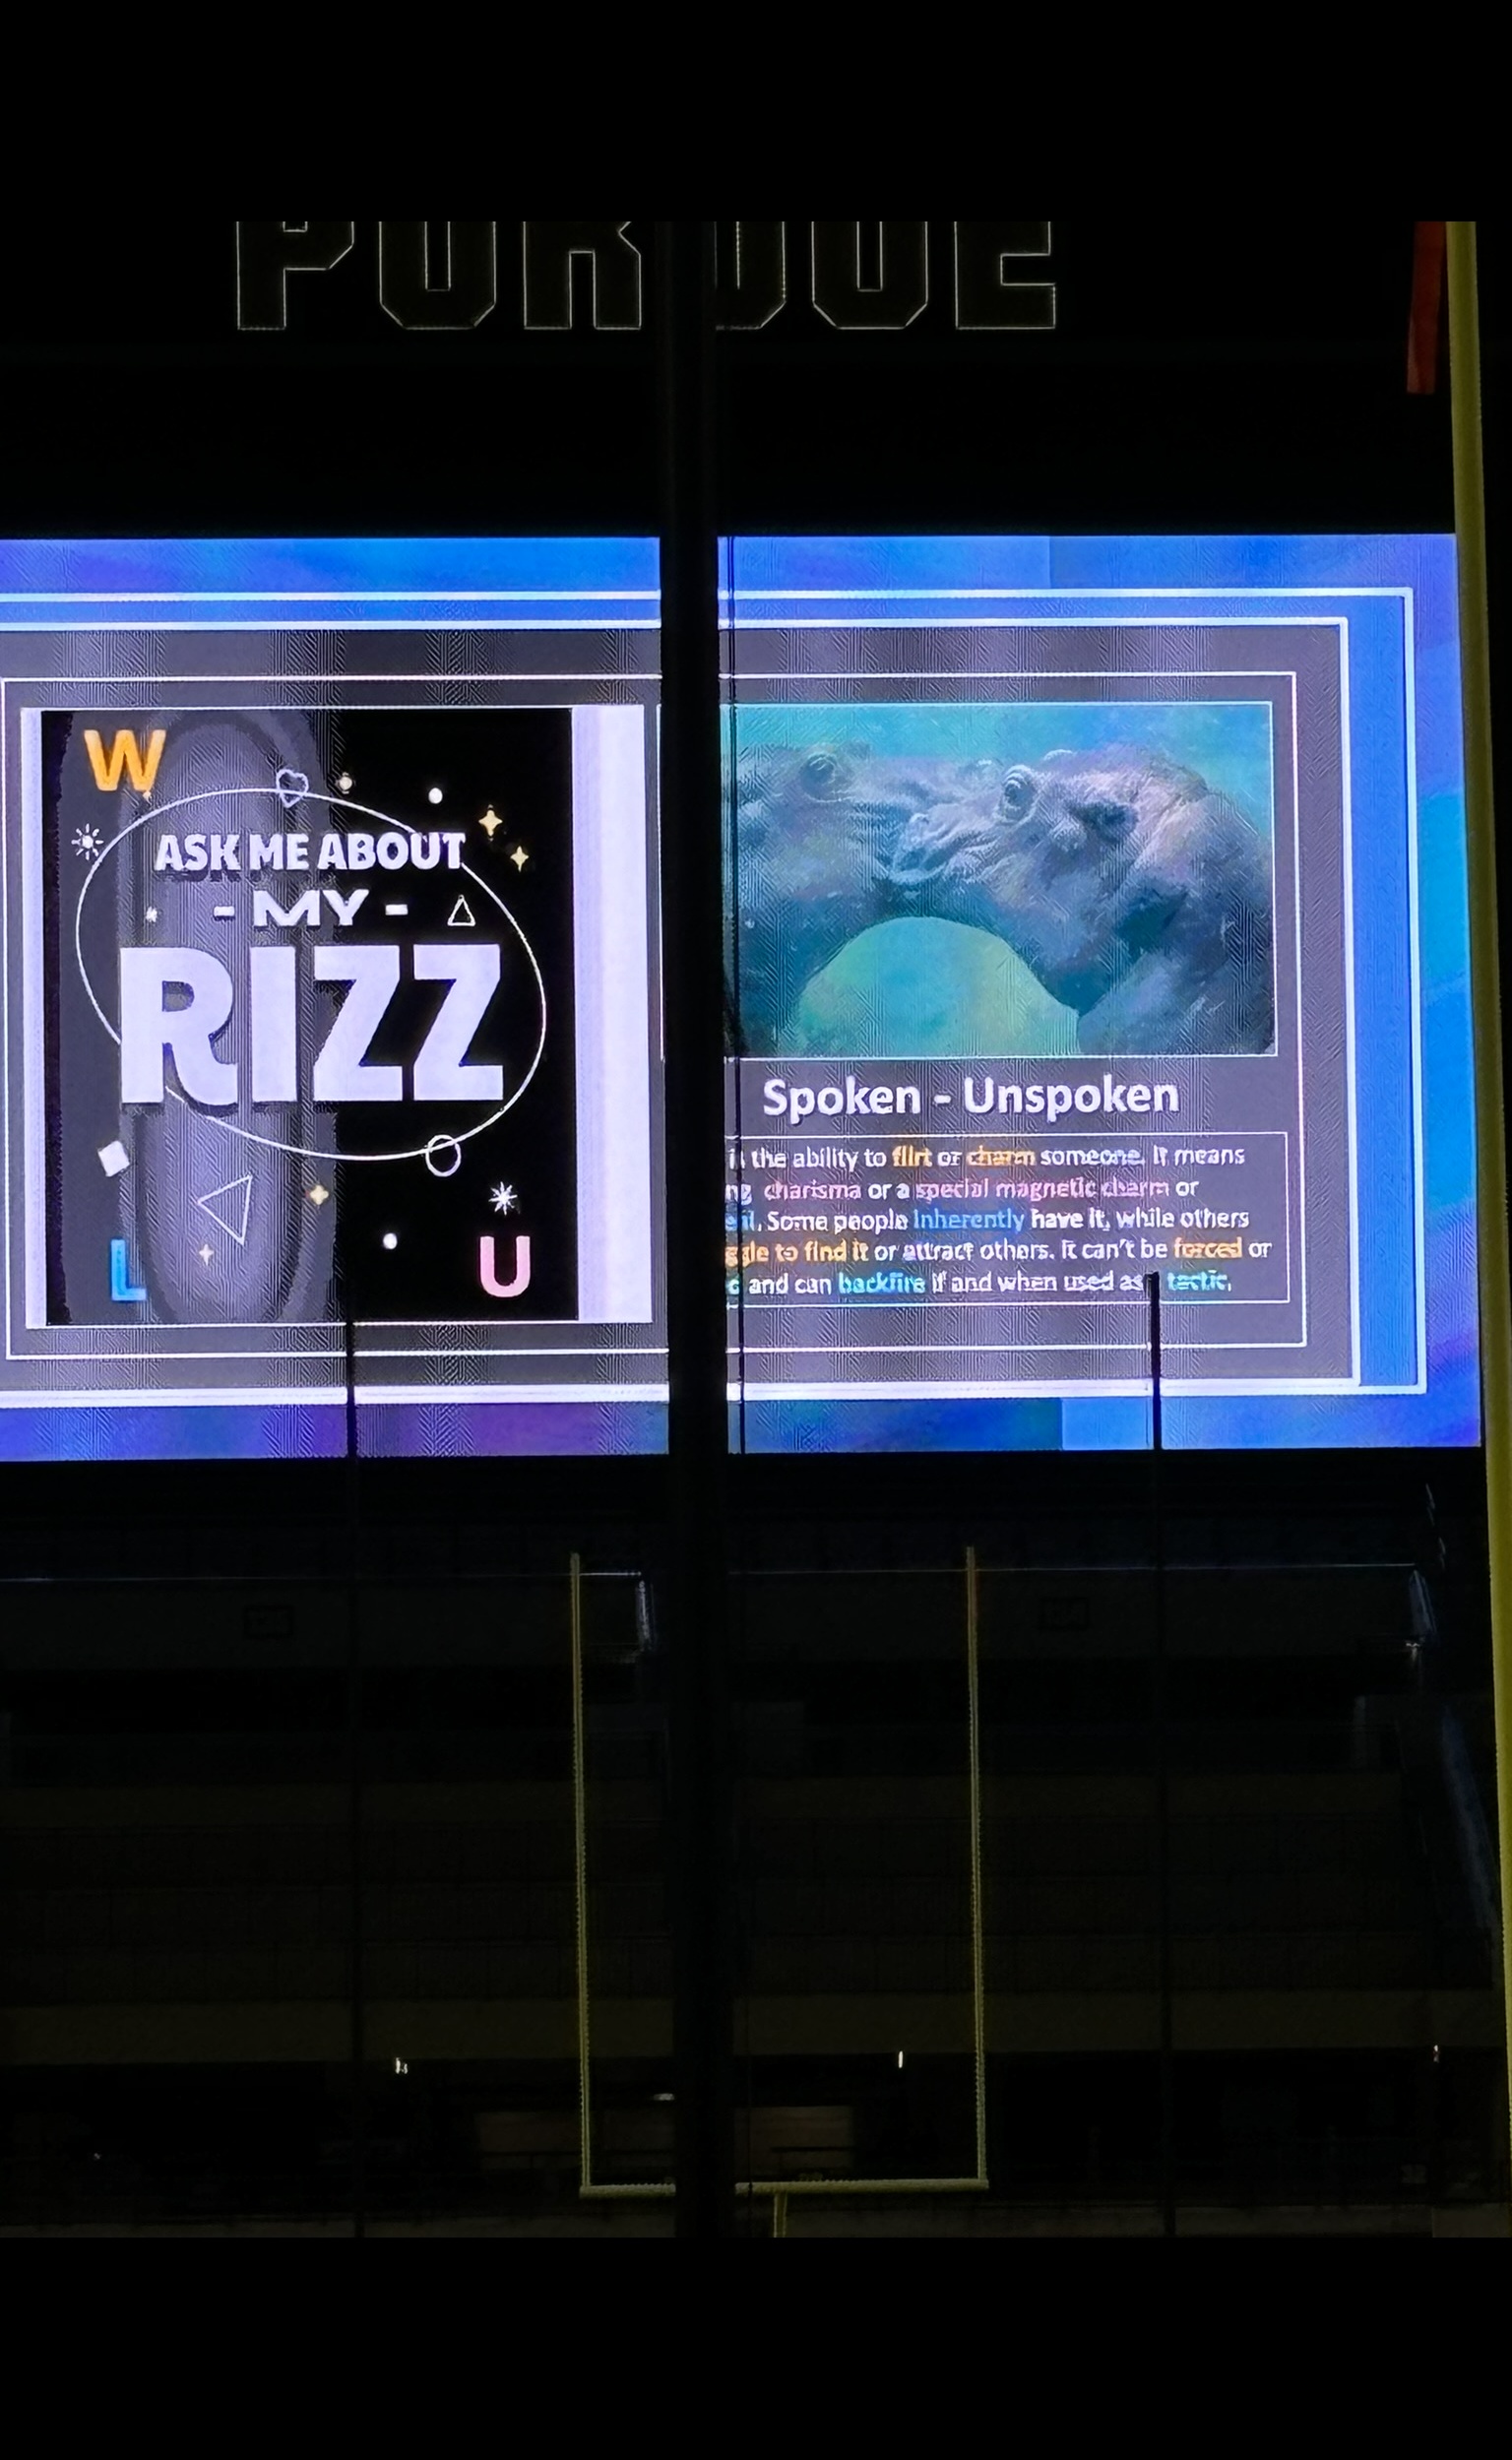 PURDUE
W
ASK ME ABOUT
- MY -
RIZZ
L
U
Spoken - Unspoken
the ability to flirt or charm someone. It means
charisma or a special magnetic charm or
Some people inherently have it, while others
to find it or attract others. It can't be forced or
and can backfire if and when used as tactic.